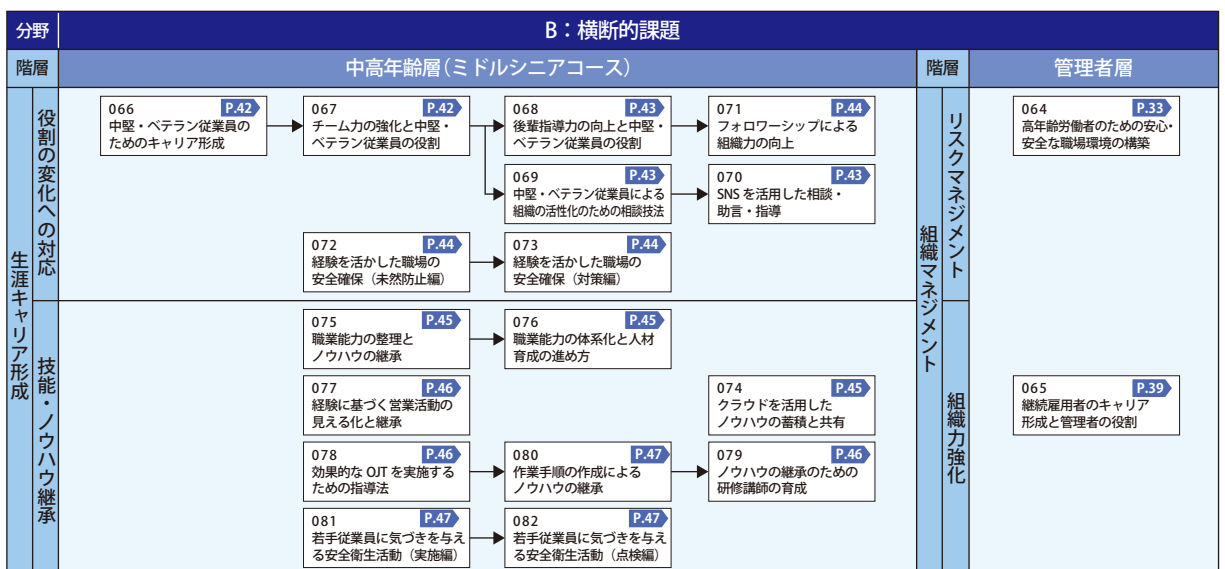 分野
B：横断的課題
階層
中高年齢層（ミドルシニアコース）
階層
管理者層
生涯キャリア形成
役割の変化への対応
066 P.42
中堅・ベテラン従業員の
ためのキャリア形成
067 P.42
チーム力の強化と中堅・
ベテラン従業員の役割
068 P.43
後輩指導力の向上と中堅・
ベテラン従業員の役割
071 P.44
フォロワーシップによる
組織力の向上
069 P.43
中堅・ベテラン従業員による
組織の活性化のための相談技法
070 P.43
SNS を活用した相談・
助言・指導
072 P.44
経験を活かした職場の
安全確保（未然防止編）
073 P.44
経験を活かした職場の
安全確保（対策編）
技能・ノウハウ継承
075 P.45
職業能力の整理と
ノウハウの継承
076 P.45
職業能力の体系化と人材
育成の進め方
077 P.46
経験に基づく営業活動の
見える化と継承
074 P.45
クラウドを活用した
ノウハウの蓄積と共有
078 P.46
効果的な OJT を実施する
ための指導法
080 P.47
作業手順の作成による
ノウハウの継承
079 P.46
ノウハウの継承のための
研修講師の育成
081 P.47
若手従業員に気づきを与え
る安全衛生活動（実施編）
082 P.47
若手従業員に気づきを与え
る安全衛生活動（点検編）
組織マネジメント
リスクマネジメント
064 P.33
高年齢労働者のための安心・
安全な職場環境の構築
組織力強化
065 P.39
継続雇用者のキャリア
形成と管理者の役割